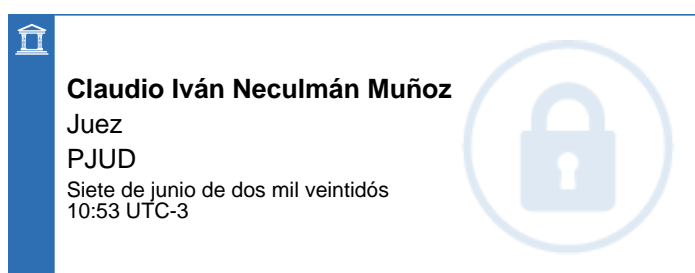 Claudio Iván Neculmán Muñoz
Juez
PJUD
Siete de junio de dos mil veintidós
10:53 UTC-3